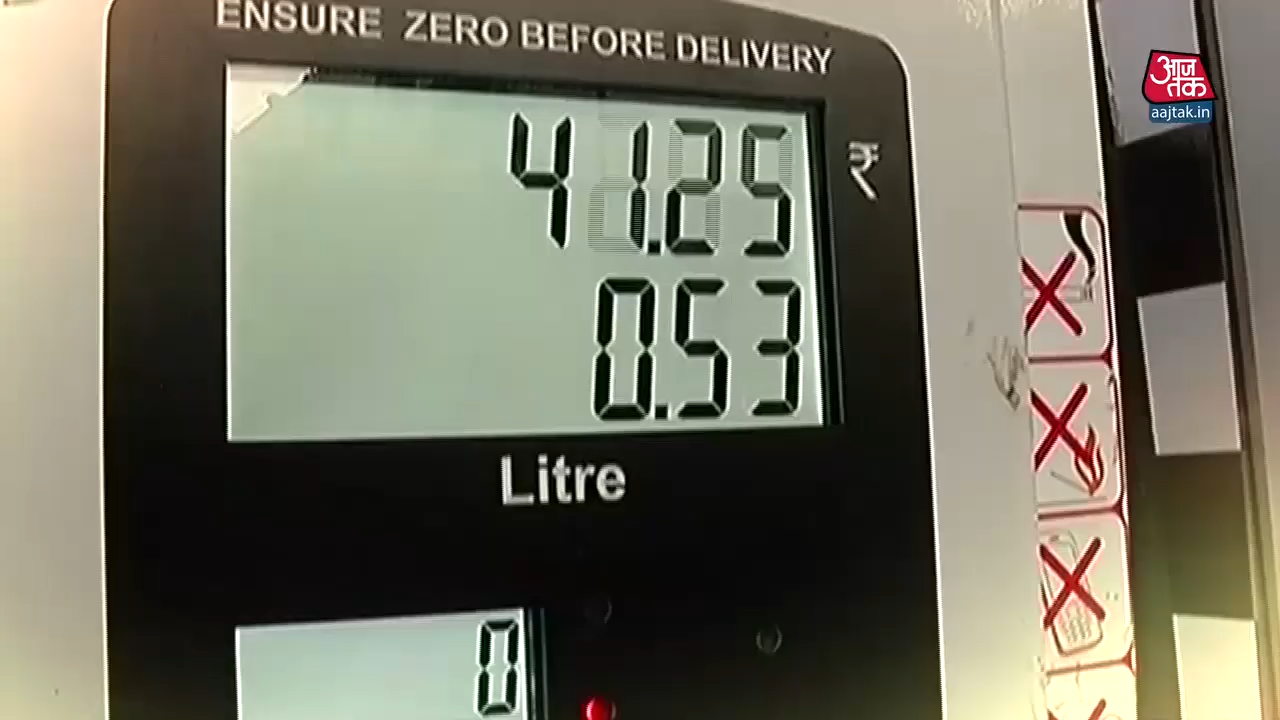 ENSURE ZERO BEFORE DELIVERY
आज
तक
aajtak.in
41.25
₹
0.53
Litre
0